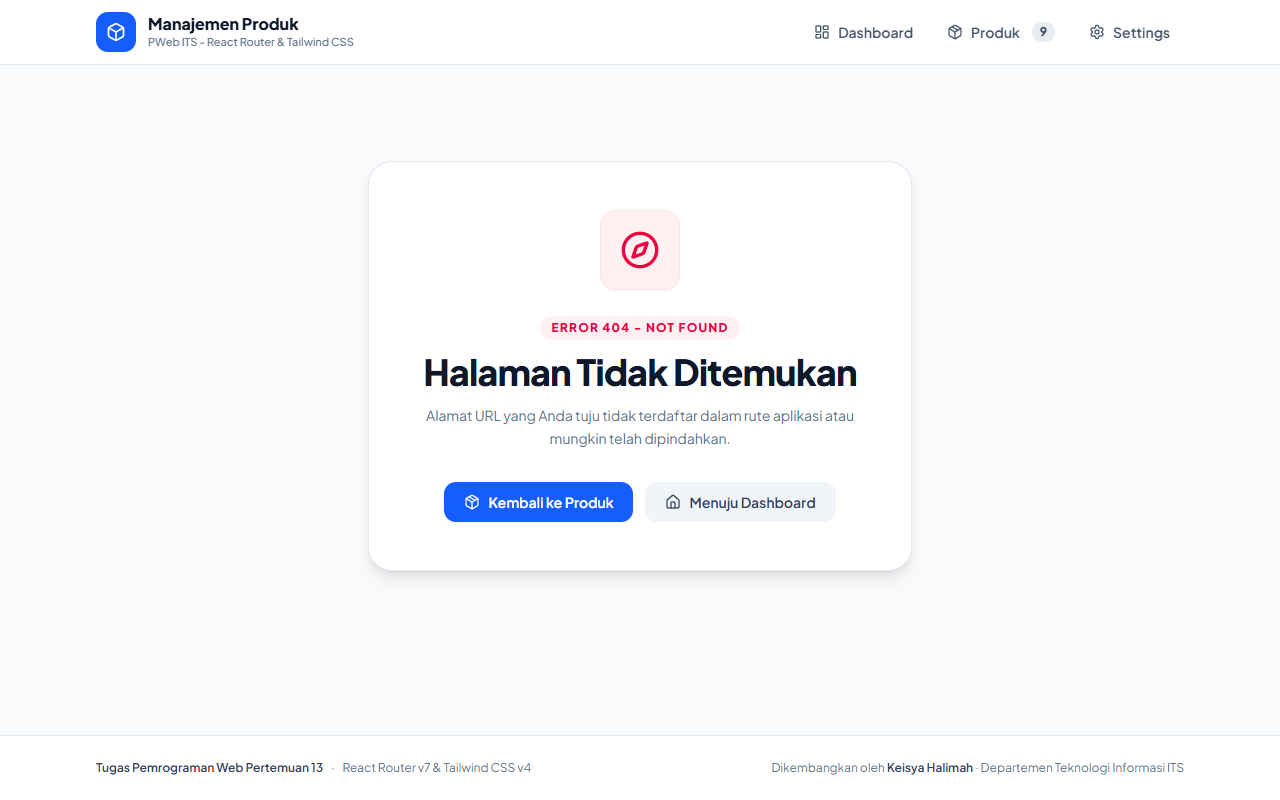 Manajemen Produk
PWeb ITS - React Router & Tailwind CSS
Dashboard
Produk 9
Settings
ERROR 404 - NOT FOUND
Halaman Tidak Ditemukan
Alamat URL yang Anda tuju tidak terdaftar dalam rute aplikasi atau
mungkin telah dipindahkan.
Kembali ke Produk
Menuju Dashboard
Tugas Pemrograman Web Pertemuan 13 · React Router v7 & Tailwind CSS v4
Dikembangkan oleh Keisya Halimah · Departemen Teknologi Informasi ITS